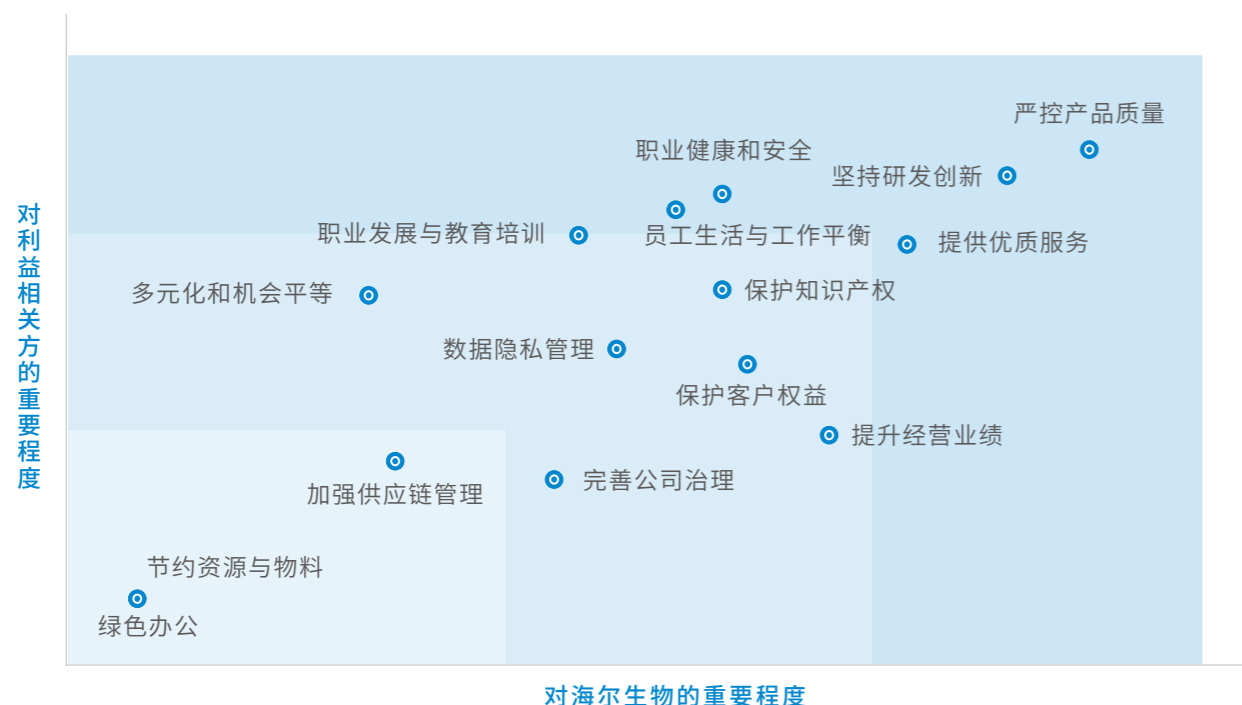 严控产品质量
职业健康和安全
坚持研发创新
职业发展与教育培训
员工生活与工作平衡
提供优质服务
多元化和机会平等
保护知识产权
数据隐私管理
保护客户权益
提升经营业绩
加强供应链管理
完善公司治理
节约资源与物料
绿色办公
对利益相关方的重要程度
对海尔生物的重要程度